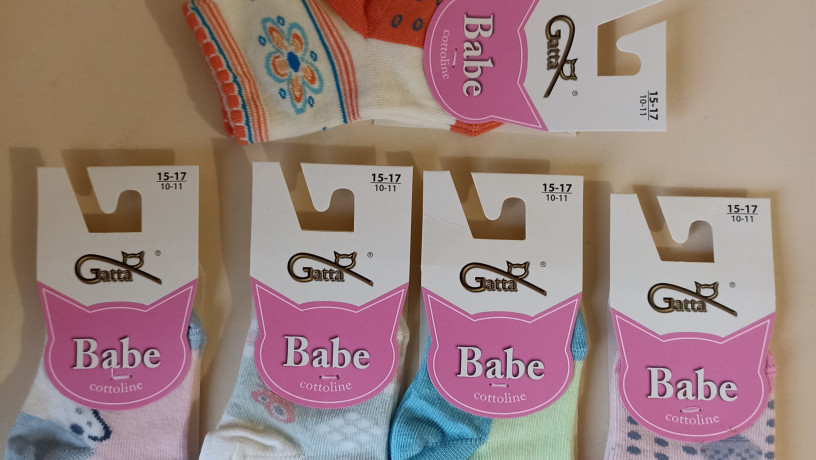 Babe
cottoline
Gatta
®
15-17
10-11
15-17
10-11
Gatta
®
Babe
cottoline
15-17
10-11
Gatta
®
Babe
cottoline
15-17
10-11
Gatta
®
Babe
cottoline
15-17
10-11
Gatta
®
Babe
cottoline